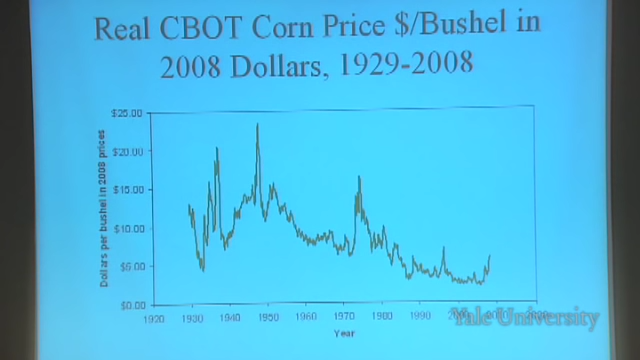 Real CBOT Corn Price $/Bushel in
2008 Dollars, 1929-2008
$25.00
$20.00
$15.00
$10.00
$5.00
$0.00
Dollars per bushel in 2008 prices
1920 1930 1940 1950 1960 1970 1980 1990
Year
Yale University